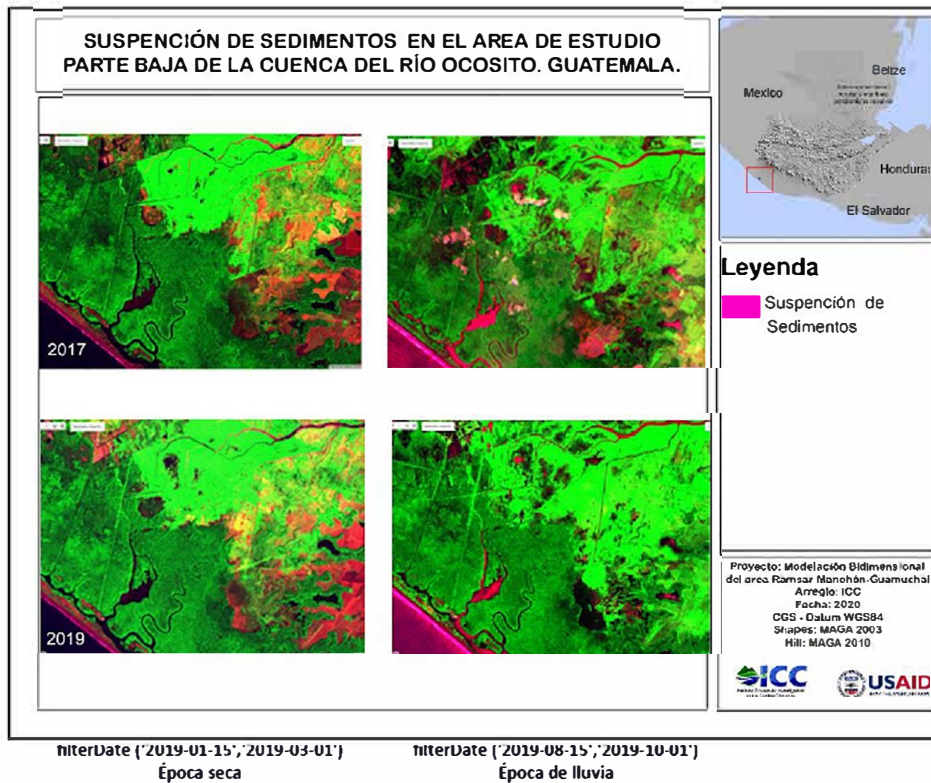 SUSPENCIÓN DE SEDIMENTOS EN EL AREA DE ESTUDIO
PARTE BAJA DE LA CUENCA DEL RÍO OCOSITO. GUATEMALA.
Belize
Mexico
Honduras
El Salvador
2017
Leyenda
Suspención de
Sedimentos
2019
Proyecto: Modelación Bidimensional
del area Ramsar Manchón-Guamuchal
Arreglo: ICC
Fecha: 2020
CGS - Datum WGS84
Shapes: MAGA 2003
Hill: MAGA 2010
ICC
USAID
filterDate ('2019-01-15','2019-03-01')
Época seca
filterDate ('2019-08-15','2019-10-01')
Época de lluvia